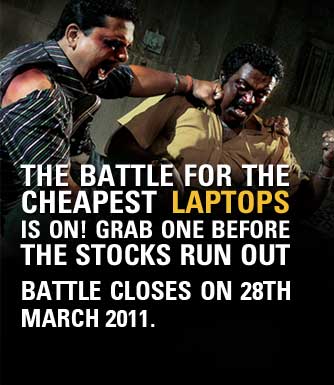 THE BATTLE FOR THE
CHEAPEST LAPTOPS
IS ON! GRAB ONE BEFORE
THE STOCKS RUN OUT
BATTLE CLOSES ON 28TH
MARCH 2011.